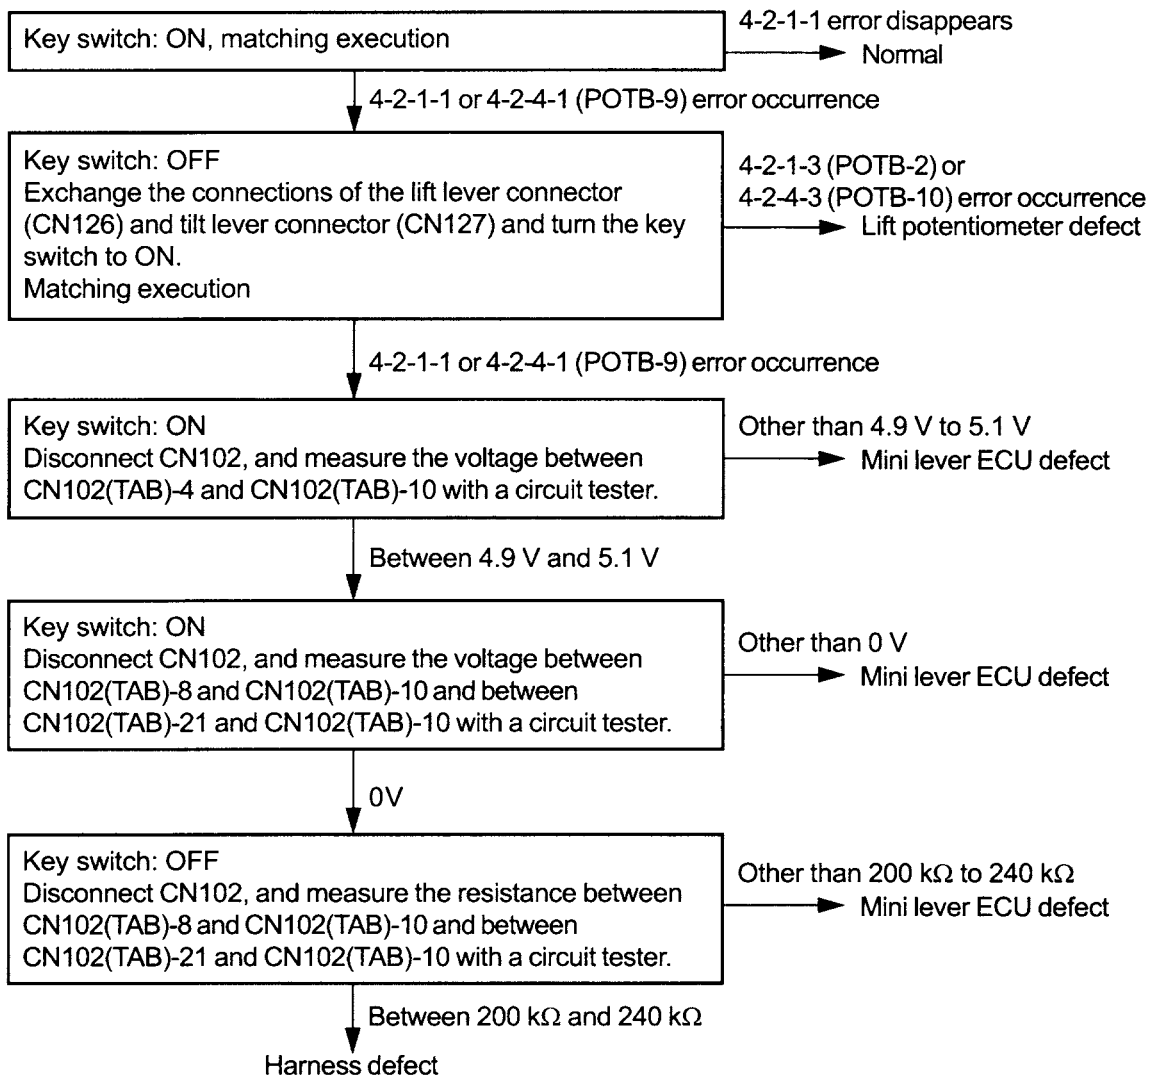 Key switch: ON, matching execution
4-2-1-1 error disappears
Normal
4-2-1-1 or 4-2-4-1 (POTB-9) error occurrence
Key switch: OFF
Exchange the connections of the lift lever connector
(CN126) and tilt lever connector (CN127) and turn the key
switch to ON.
Matching execution
4-2-1-3 (POTB-2) or
4-2-4-3 (POTB-10) error occurrence
Lift potentiometer defect
4-2-1-1 or 4-2-4-1 (POTB-9) error occurrence
Key switch: ON
Disconnect CN102, and measure the voltage between
CN102(TAB)-4 and CN102(TAB)-10 with a circuit tester.
Other than 4.9 V to 5.1 V
Mini lever ECU defect
Between 4.9 V and 5.1 V
Key switch: ON
Disconnect CN102, and measure the voltage between
CN102(TAB)-8 and CN102(TAB)-10 and between
CN102(TAB)-21 and CN102(TAB)-10 with a circuit tester.
Other than 0 V
Mini lever ECU defect
0V
Key switch: OFF
Disconnect CN102, and measure the resistance between
CN102(TAB)-8 and CN102(TAB)-10 and between
CN102(TAB)-21 and CN102(TAB)-10 with a circuit tester.
Other than 200 kΩ to 240 kΩ
Mini lever ECU defect
Between 200 kΩ and 240 kΩ
Harness defect